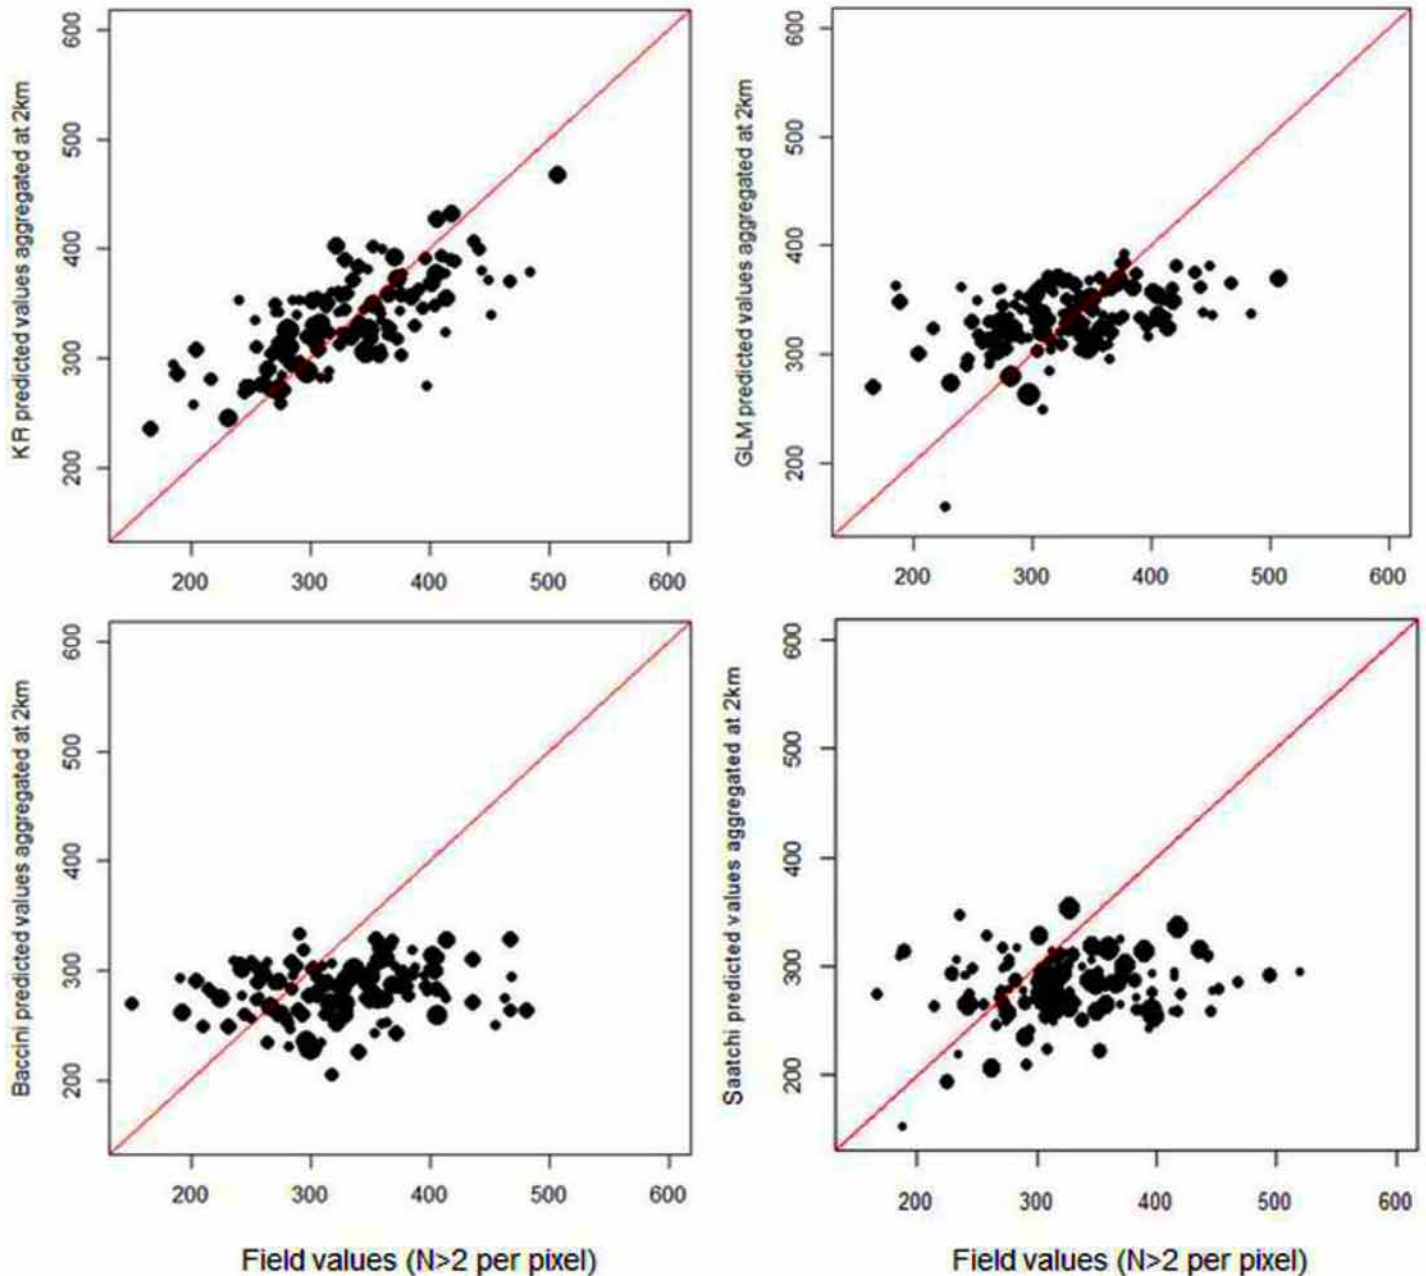 KR predicted values aggregated at 2km
600
500
400
300
200
200 300 400 500 600
GLM predicted values aggregated at 2km
600
500
400
300
200
200 300 400 500 600
Baccini predicted values aggregated at 2km
600
500
400
300
200
200 300 400 500 600
Field values (N>2 per pixel)
Saatchi predicted values aggregated at 2km
600
500
400
300
200
200 300 400 500 600
Field values (N>2 per pixel)